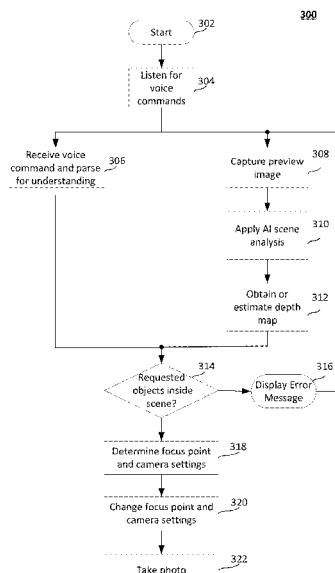 300
302
Start
304
Listen for
voice
commands
Receive voice
command and parse
for understanding
306
308
Capture preview
image
310
Apply AI scene
analysis
312
Obtain or
estimate depth
map
314
Requested
objects inside
scene?
316
Display Error
Message
318
Determine focus point
and camera settings
320
Change focus point and
camera settings
322
Take photo